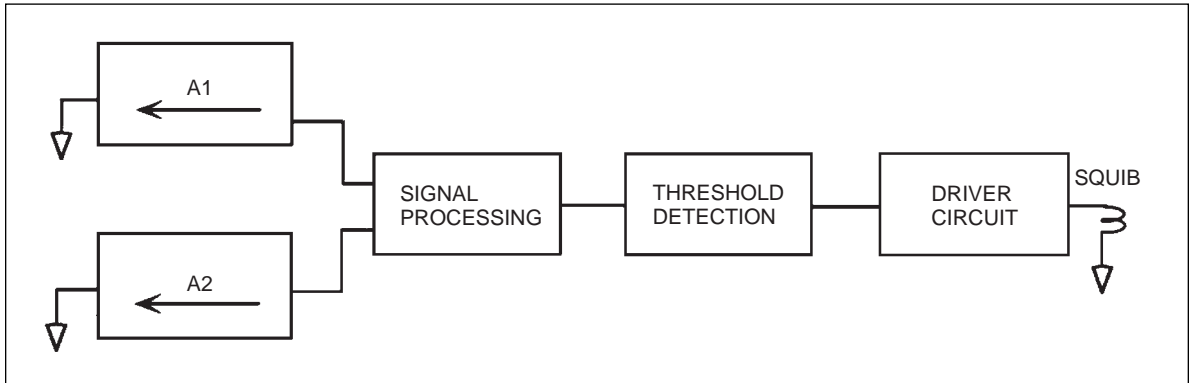 A1
A2
SIGNAL
PROCESSING
THRESHOLD
DETECTION
DRIVER
CIRCUIT
SQUIB